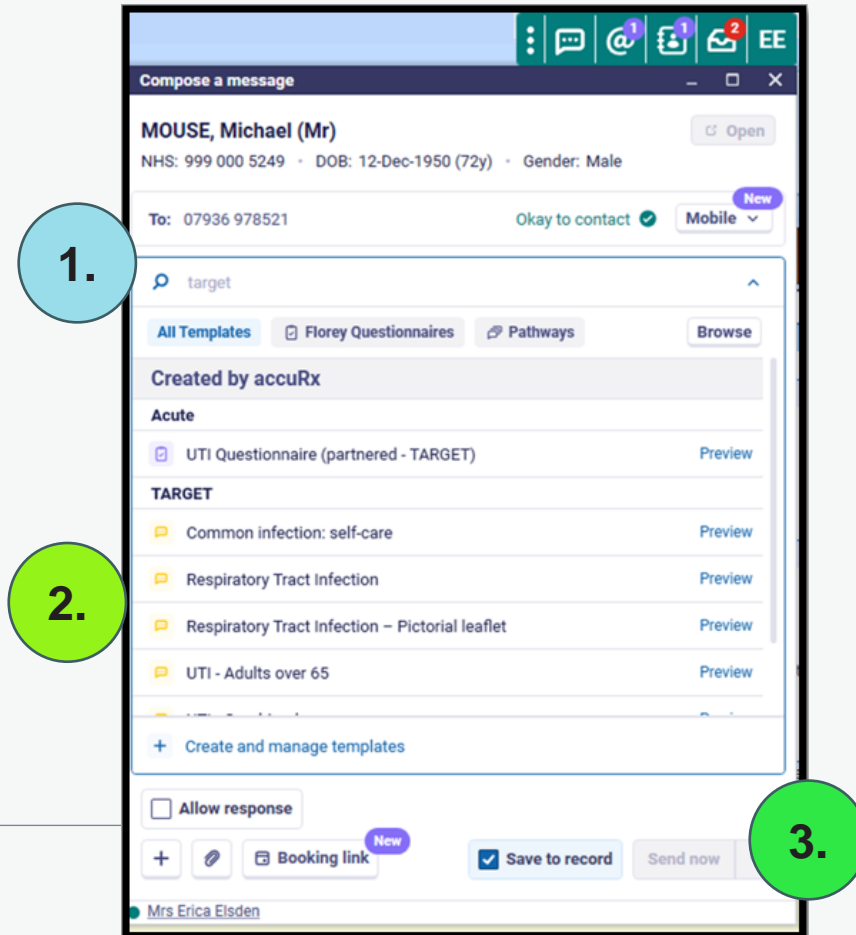 1 1 2 EE
Compose a message
MOUSE, Michael (Mr) Open
NHS: 999 000 5249 · DOB: 12-Dec-1950 (72y) · Gender: Male
New
To: 07936 978521 Okay to contact Mobile
1.
target
All Templates Florey Questionnaires Pathways Browse
Created by accuRx
Acute
UTI Questionnaire (partnered - TARGET) Preview
TARGET
Common infection: self-care Preview
Respiratory Tract Infection Preview
2.
Respiratory Tract Infection – Pictorial leaflet Preview
UTI - Adults over 65 Preview
+ Create and manage templates
Allow response
New
+ Booking link Save to record Send now
3.
Mrs Erica Elsden